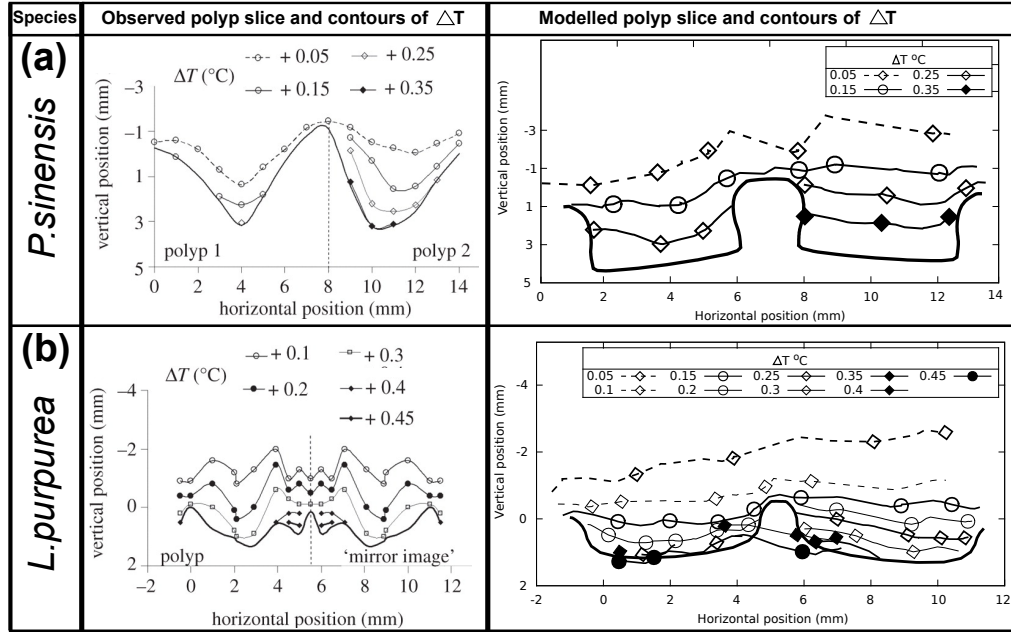 Species
Observed polyp slice and contours of △T
Modelled polyp slice and contours of △T
(a)
P.sinensis
ΔT (°C)
+ 0.05
+ 0.25
+ 0.15
+ 0.35
vertical position (mm)
−3
−1
1
3
5
polyp 1
polyp 2
0 2 4 6 8 10 12 14
horizontal position (mm)
ΔT ºC
0.05 0.25
0.15 0.35
Vertical position (mm)
-3
-1
1
3
5
0 2 4 6 8 10 12 14
Horizontal position (mm)
(b)
L.purpurea
ΔT (°C)
+ 0.1
+ 0.3
+ 0.2
+ 0.4
+ 0.45
vertical position (mm)
−4
−2
0
2
polyp
‘mirror image’
−2 0 2 4 6 8 10 12
horizontal position (mm)
ΔT ºC
0.05 0.15 0.25 0.35 0.45
0.1 0.2 0.3 0.4
Vertical position (mm)
-4
-2
0
2
-2 0 2 4 6 8 10 12
Horizontal position (mm)